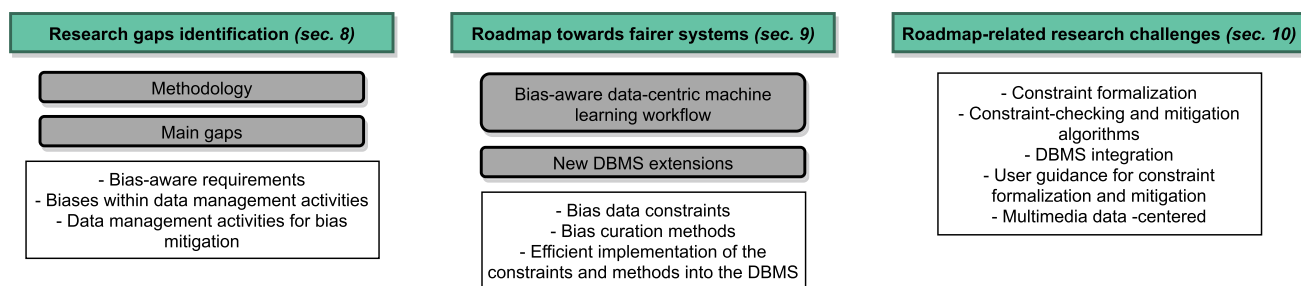 Research gaps identification (sec. 8)
Methodology
Main gaps
- Bias-aware requirements
- Biases within data management activities
- Data management activities for bias
mitigation
Roadmap towards fairer systems (sec. 9)
Bias-aware data-centric machine
learning workflow
New DBMS extensions
- Bias data constraints
- Bias curation methods
- Efficient implementation of the
constraints and methods into the DBMS
Roadmap-related research challenges (sec. 10)
- Constraint formalization
- Constraint-checking and mitigation
algorithms
- DBMS integration
- User guidance for constraint
formalization and mitigation
- Multimedia data -centered